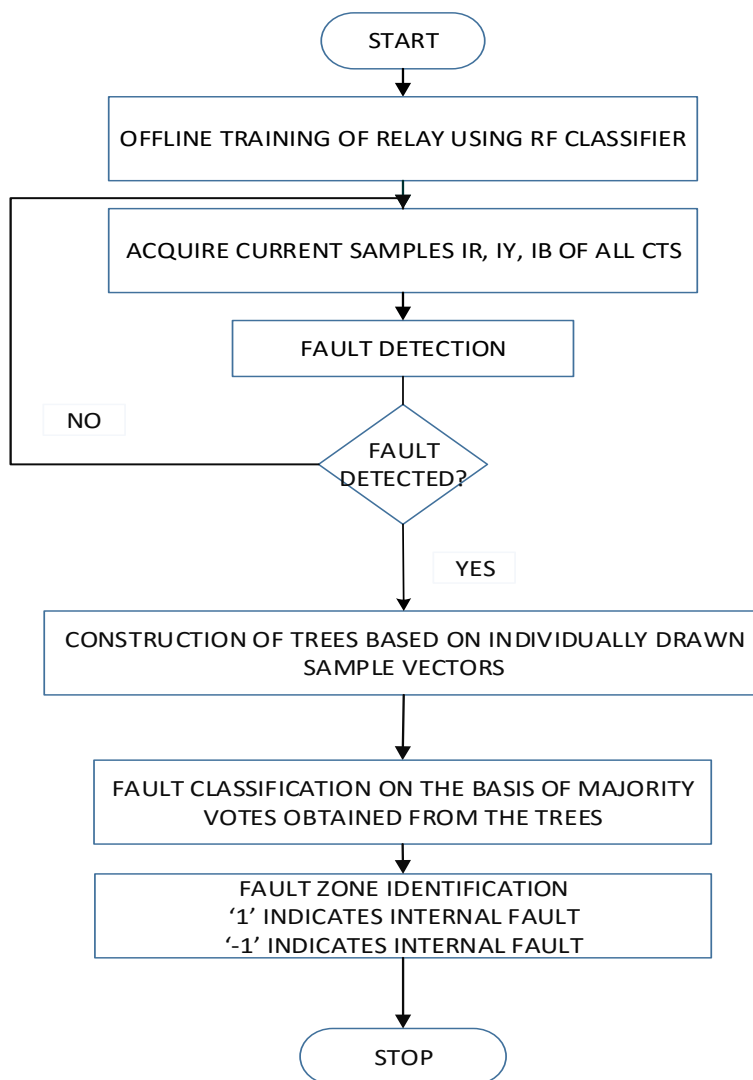 START
OFFLINE TRAINING OF RELAY USING RF CLASSIFIER
ACQUIRE CURRENT SAMPLES IR, IY, IB OF ALL CTS
FAULT DETECTION
NO
FAULT
DETECTED?
YES
CONSTRUCTION OF TREES BASED ON INDIVIDUALLY DRAWN
SAMPLE VECTORS
FAULT CLASSIFICATION ON THE BASIS OF MAJORITY
VOTES OBTAINED FROM THE TREES
FAULT ZONE IDENTIFICATION
‘1’ INDICATES INTERNAL FAULT
‘-1’ INDICATES INTERNAL FAULT
STOP